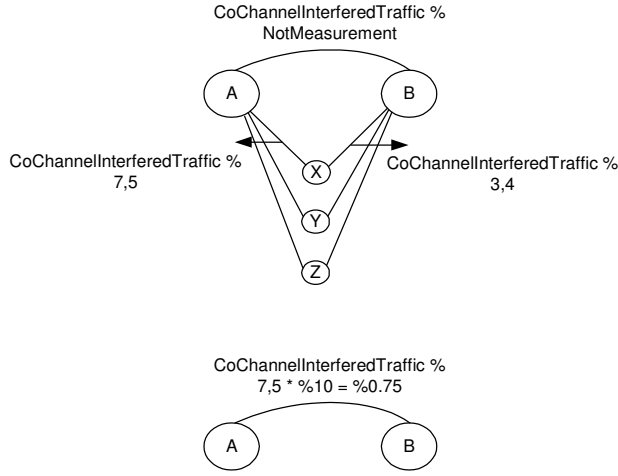 CoChannelInterferedTraffic %
NotMeasurement
A
B
CoChannelInterferedTraffic %
7,5
X
CoChannelInterferedTraffic %
3,4
Y
Z
CoChannelInterferedTraffic %
7,5 * %10 = %0.75
A
B